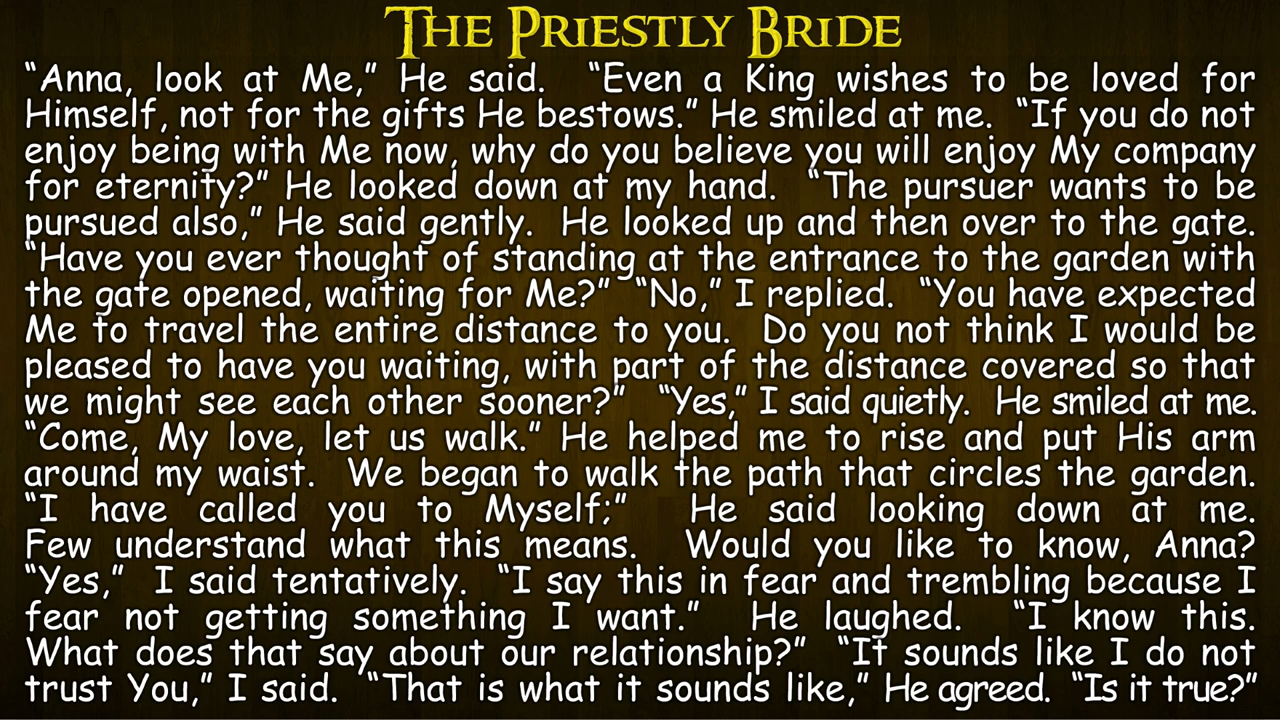 The Priestly Bride
“Anna, look at Me,” He said. “Even a King wishes to be loved for
Himself, not for the gifts He bestows.” He smiled at me. “If you do not
enjoy being with Me now, why do you believe you will enjoy My company
for eternity?” He looked down at my hand. “The pursuer wants to be
pursued also,” He said gently. He looked up and then over to the gate.
“Have you ever thought of standing at the entrance to the garden with
the gate opened, waiting for Me?” “No,” I replied. “You have expected
Me to travel the entire distance to you. Do you not think I would be
pleased to have you waiting, with part of the distance covered so that
we might see each other sooner?” “Yes,” I said quietly. He smiled at me.
“Come, My love, let us walk.” He helped me to rise and put His arm
around my waist. We began to walk the path that circles the garden.
“I have called you to Myself;” He said looking down at me.
Few understand what this means. Would you like to know, Anna?
“Yes,” I said tentatively. “I say this in fear and trembling because I
fear not getting something I want.” He laughed. “I know this.
What does that say about our relationship?” “It sounds like I do not
trust You,” I said. “That is what it sounds like,” He agreed. “Is it true?”